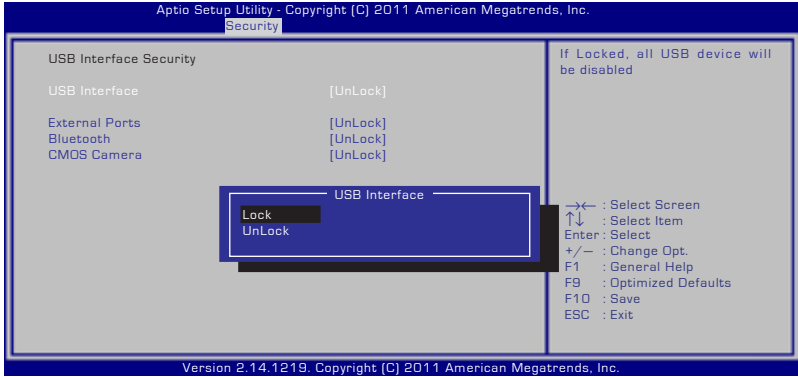 Aptio Setup Utility - Copyright (C) 2011 American Megatrends, Inc.
Security
USB Interface Security
USB Interface [UnLock]
External Ports [UnLock]
Bluetooth [UnLock]
CMOS Camera [UnLock]
USB Interface
Lock
UnLock
If Locked, all USB device will
be disabled
→← : Select Screen
↑↓ : Select Item
Enter : Select
+/— : Change Opt.
F1 : General Help
F9 : Optimized Defaults
F10 : Save
ESC : Exit
Version 2.14.1219. Copyright (C) 2011 American Megatrends, Inc.